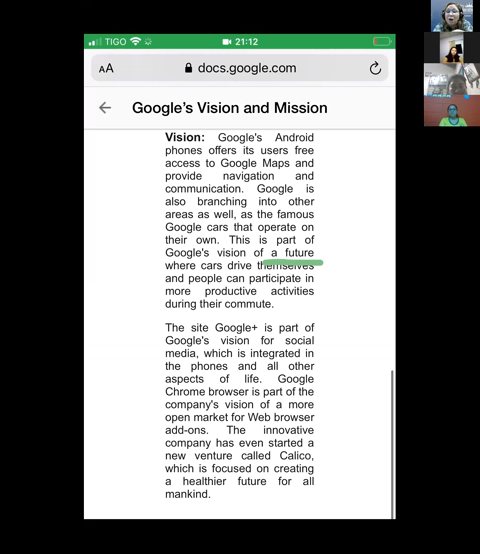 TIGO 21:12
AA docs.google.com
Google's Vision and Mission
Vision: Google's Android
phones offers its users free
access to Google Maps and
provide navigation and
communication. Google is
also branching into other
areas as well, as the famous
Google cars that operate on
their own. This is part of
Google's vision of a future
where cars drive themselves
and people can participate in
more productive activities
during their commute.
The site Google+ is part of
Google's vision for social
media, which is integrated in
the phones and all other
aspects of life. Google
Chrome browser is part of the
company's vision of a more
open market for Web browser
add-ons. The innovative
company has even started a
new venture called Calico,
which is focused on creating
a healthier future for all
mankind.